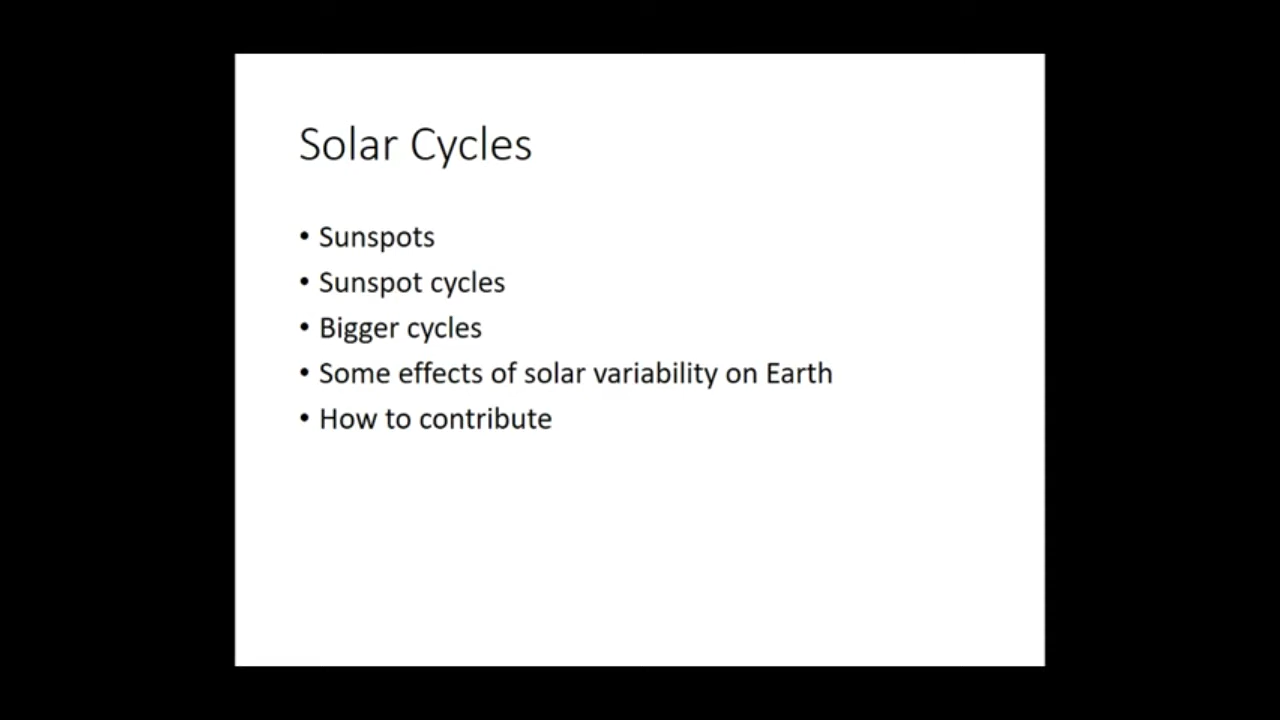 Solar Cycles
• Sunspots
• Sunspot cycles
• Bigger cycles
• Some effects of solar variability on Earth
• How to contribute